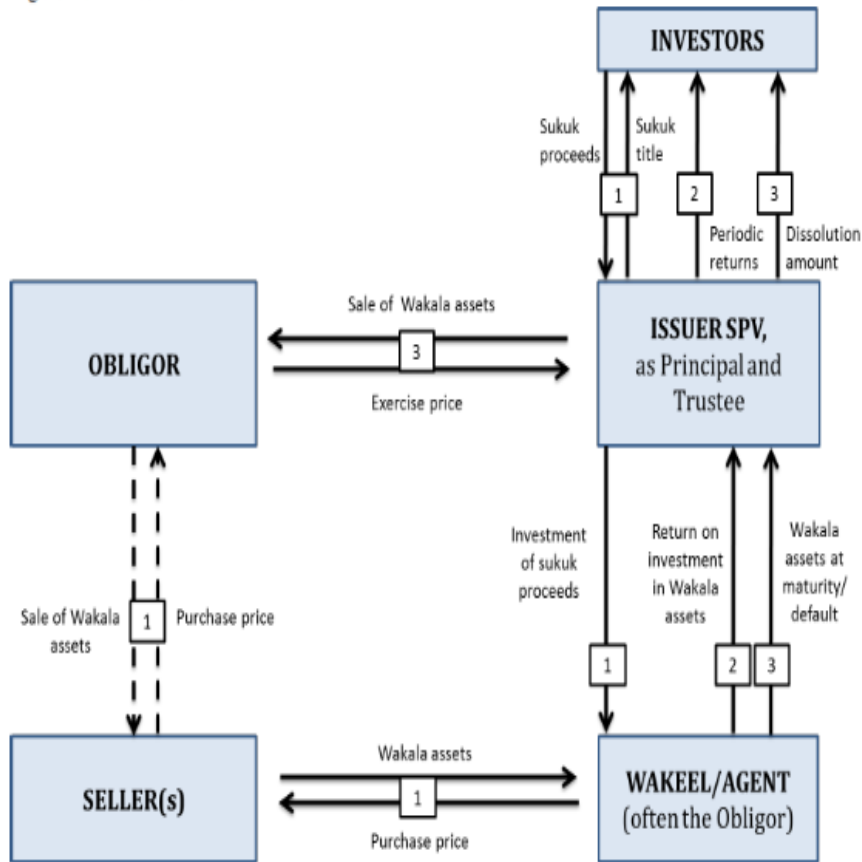 INVESTORS
Sukuk
proceeds
Sukuk
title
1
2
3
Periodic
returns
Dissolution
amount
OBLIGOR
Sale of Wakala assets
3
Exercise price
ISSUER SPV,
as Principal and
Trustee
Investment
of sukuk
proceeds
Return on
investment
in Wakala
assets
Wakala
assets at
maturity/
default
Sale of Wakala
assets
1
Purchase price
1
2
3
SELLER(s)
Wakala assets
1
Purchase price
WAKEEL/AGENT
(often the Obligor)